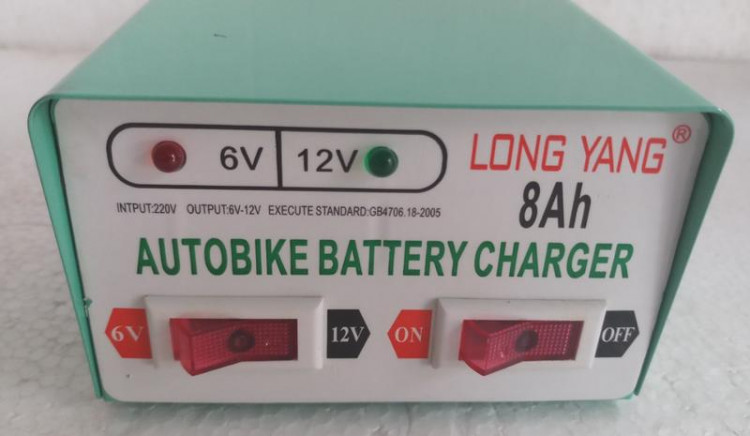 6V 12V
LONG YANG®
INTPUT:220V OUTPUT:6V-12V EXECUTE STANDARD:GB4706.18-2005
8Ah
AUTOBIKE BATTERY CHARGER
6V 12V ON OFF